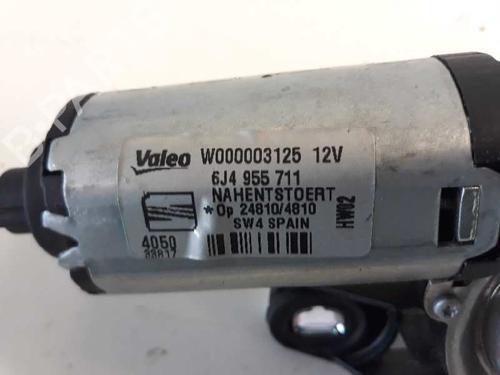 Valeo W000003125 12V
6J4 955 711
NAHENTSTOERT
*Op 24810/4810
SW4 SPAIN
HW02
4050